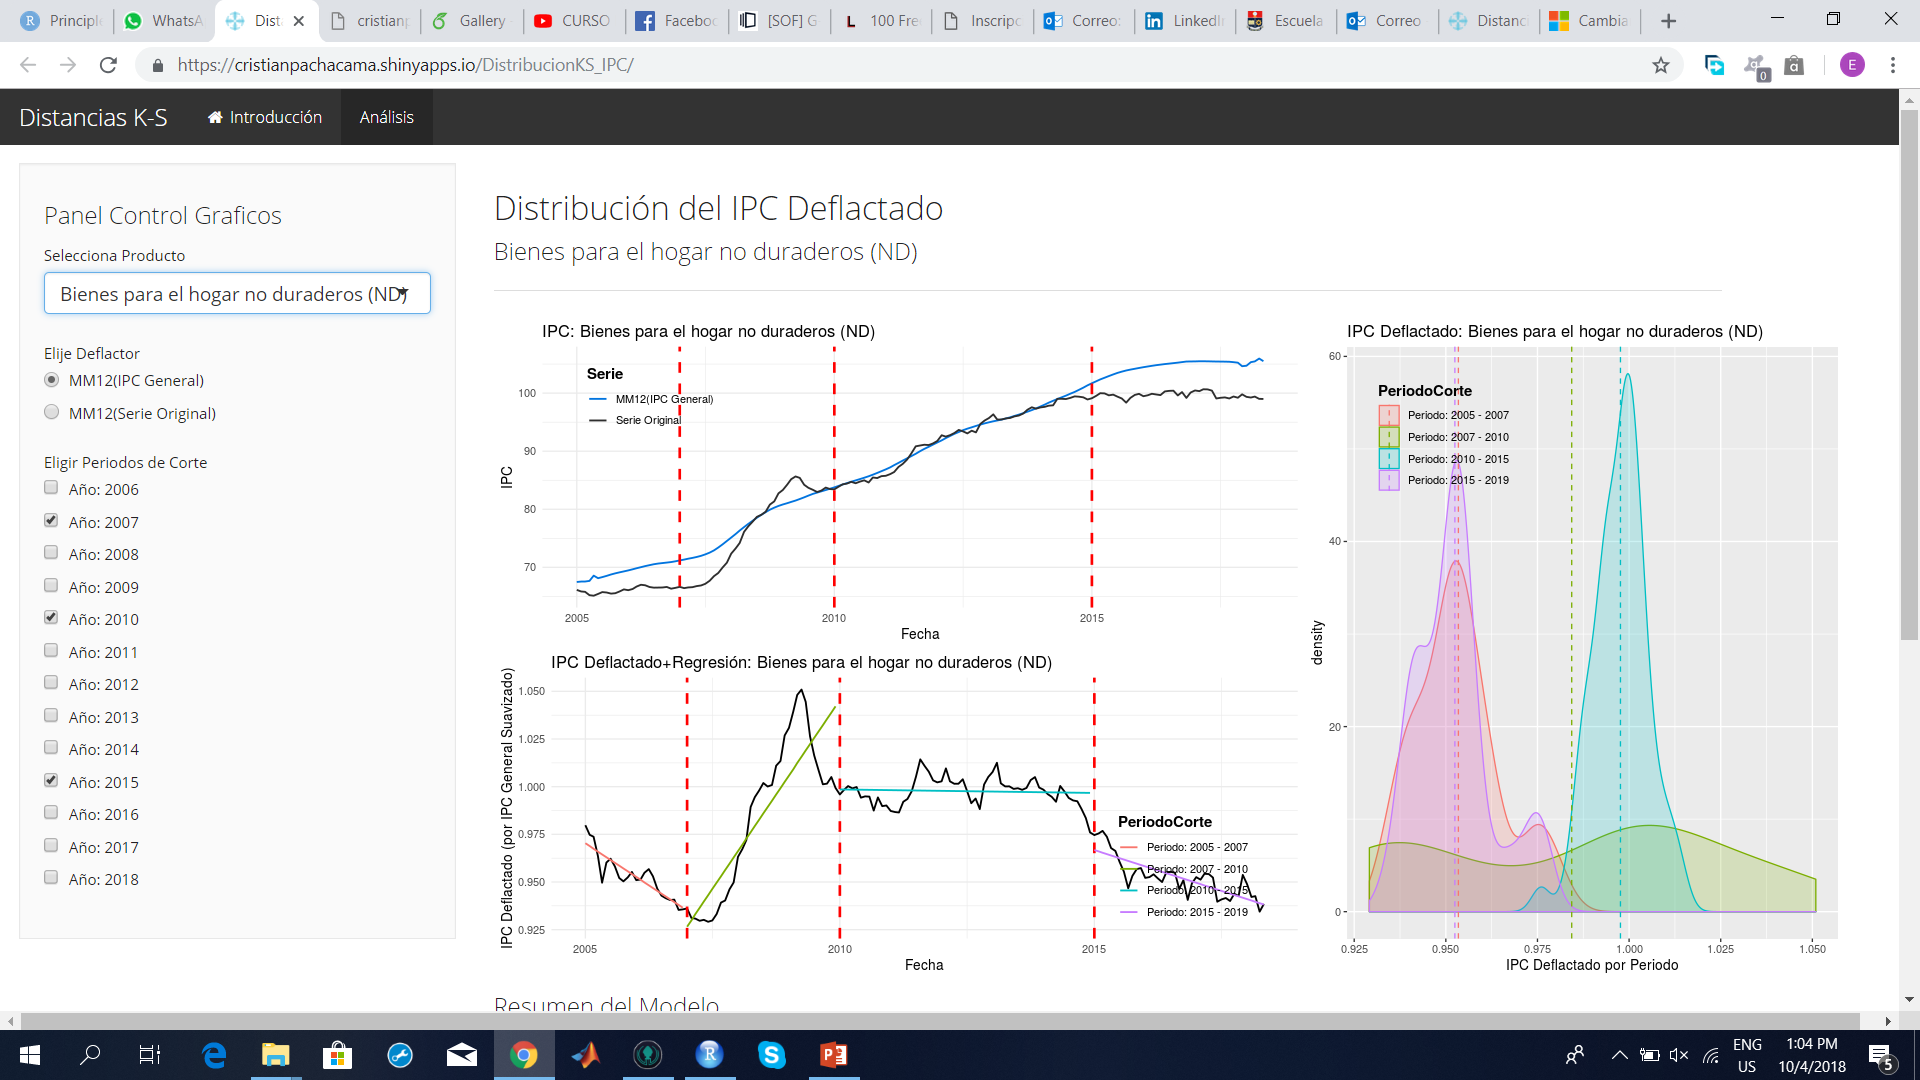 Principl
WhatsA
Dist
cristianp
Gallery
CURSO
Faceboo
[SOF] G
100 Fre
Inscripc
Correo:
LinkedIn
Escuela
Correo
Distanc
Cambia
https://cristianpachacama.shinyapps.io/DistribucionKS_IPC/
0
E
Distancias K-S
Introducción
Análisis
Panel Control Graficos
Selecciona Producto
Bienes para el hogar no duraderos (ND)
Elije Deflactor
MM12(IPC General)
MM12(Serie Original)
Eligir Periodos de Corte
Año: 2006
Año: 2007
Año: 2008
Año: 2009
Año: 2010
Año: 2011
Año: 2012
Año: 2013
Año: 2014
Año: 2015
Año: 2016
Año: 2017
Año: 2018
Distribución del IPC Deflactado
Bienes para el hogar no duraderos (ND)
IPC: Bienes para el hogar no duraderos (ND)
Serie
MM12(IPC General)
Serie Original
IPC
100
90
80
70
2005
2010
2015
Fecha
IPC Deflactado+Regresión: Bienes para el hogar no duraderos (ND)
IPC Deflactado (por IPC General Suavizado)
1.050
1.025
1.000
0.975
0.950
0.925
PeriodoCorte
Periodo: 2005 - 2007
Periodo: 2007 - 2010
Periodo: 2010 - 2015
Periodo: 2015 - 2019
2005
2010
2015
Fecha
IPC Deflactado: Bienes para el hogar no duraderos (ND)
PeriodoCorte
Periodo: 2005 - 2007
Periodo: 2007 - 2010
Periodo: 2010 - 2015
Periodo: 2015 - 2019
density
60
40
20
0
0.925
0.950
0.975
1.000
1.025
1.050
IPC Deflactado por Periodo
Resumen del Modelo
ENG
US
1:04 PM
10/4/2018
5